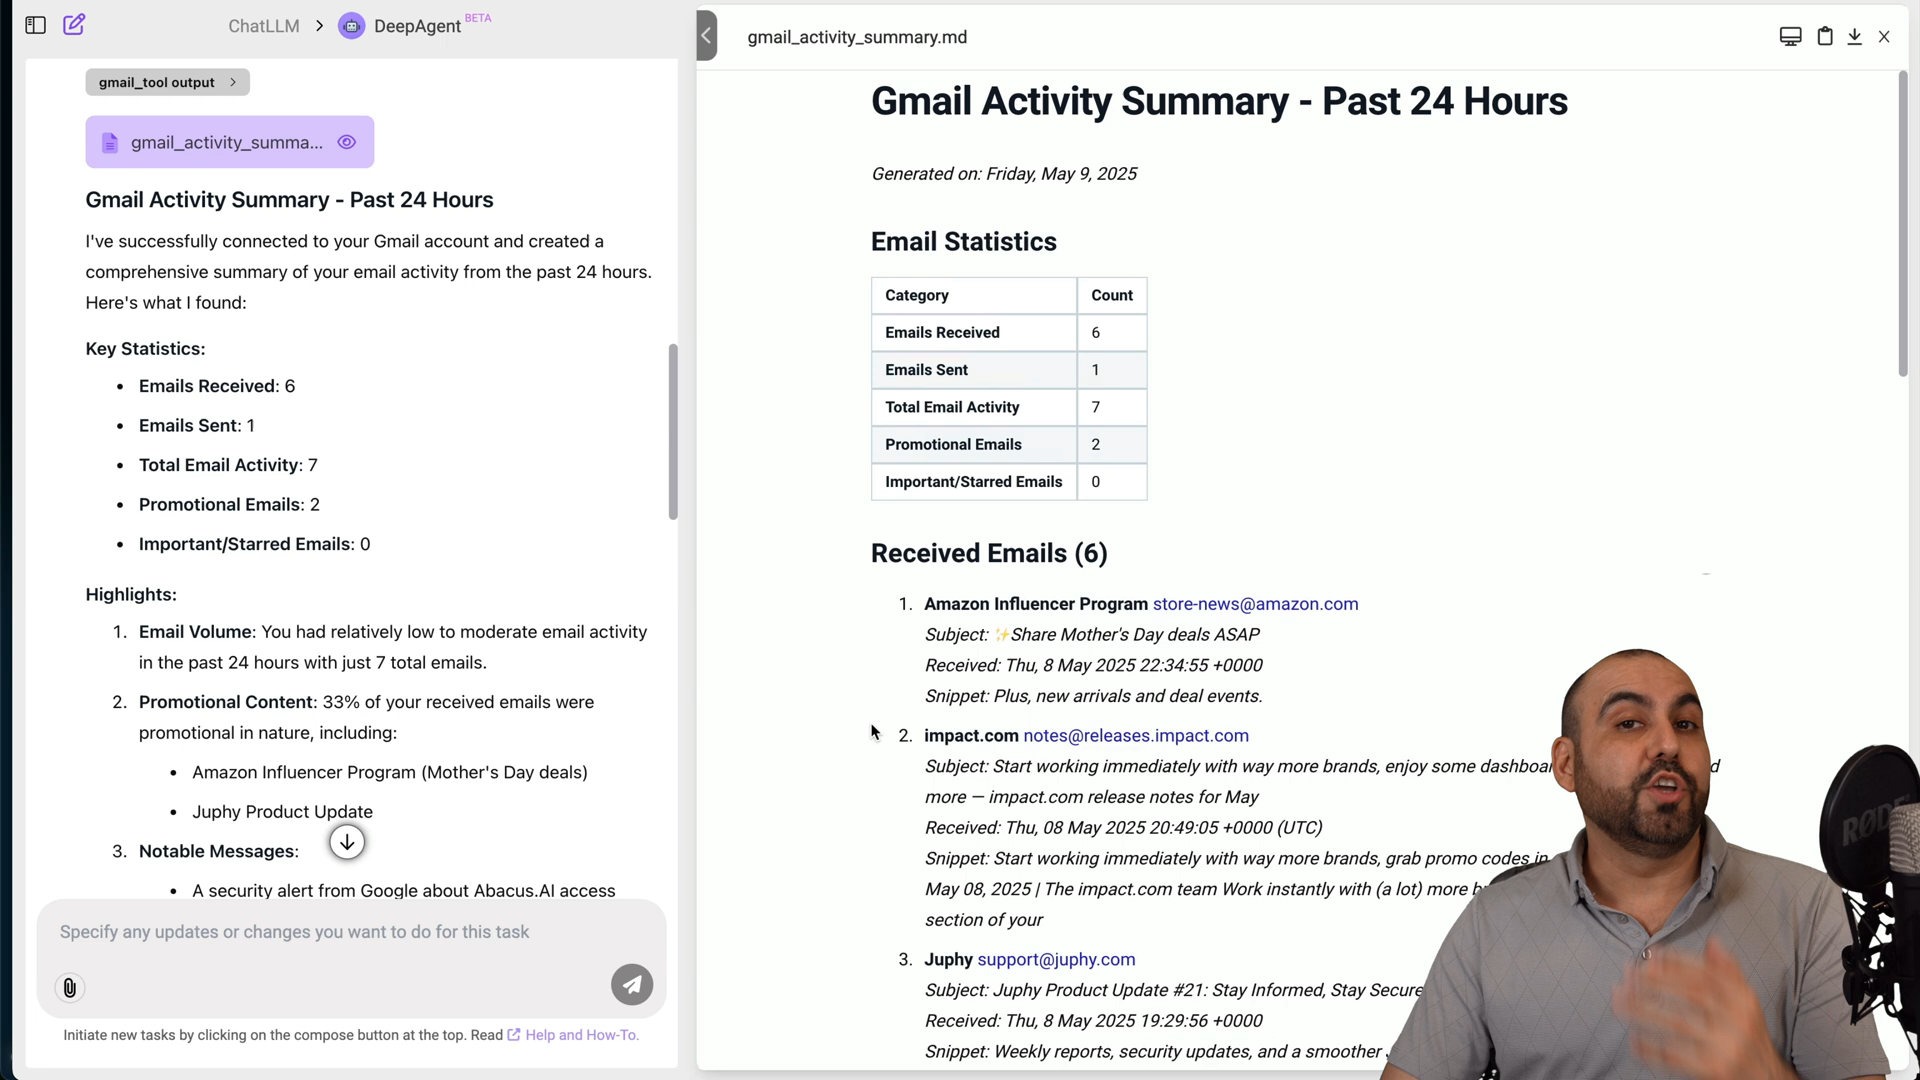 ChatLLM > DeepAgent BETA
gmail_tool output >
gmail_activity_summa...
Gmail Activity Summary - Past 24 Hours
I've successfully connected to your Gmail account and created a
comprehensive summary of your email activity from the past 24 hours.
Here's what I found:
Key Statistics:
• Emails Received: 6
• Emails Sent: 1
• Total Email Activity: 7
• Promotional Emails: 2
• Important/Starred Emails: 0
Highlights:
1. Email Volume: You had relatively low to moderate email activity
in the past 24 hours with just 7 total emails.
2. Promotional Content: 33% of your received emails were
promotional in nature, including:
• Amazon Influencer Program (Mother's Day deals)
• Juphy Product Update
3. Notable Messages:
• A security alert from Google about Abacus.AI access
Specify any updates or changes you want to do for this task
Initiate new tasks by clicking on the compose button at the top. Read Help and How-To.
gmail_activity_summary.md
Gmail Activity Summary - Past 24 Hours
Generated on: Friday, May 9, 2025
Email Statistics
Category Count
Emails Received 6
Emails Sent 1
Total Email Activity 7
Promotional Emails 2
Important/Starred Emails 0
Received Emails (6)
1. Amazon Influencer Program store-news@amazon.com
Subject: ✨Share Mother's Day deals ASAP
Received: Thu, 8 May 2025 22:34:55 +0000
Snippet: Plus, new arrivals and deal events.
2. impact.com notes@releases.impact.com
Subject: Start working immediately with way more brands, enjoy some
more — impact.com release notes for May
Received: Thu, 08 May 2025 20:49:05 +0000 (UTC)
Snippet: Start working immediately with way more brands, grab promo codes in
May 08, 2025 | The impact.com team Work instantly with (a lot) more
section of your
3. Juphy support@juphy.com
Subject: Juphy Product Update #21: Stay Informed, Stay Secure
Received: Thu, 8 May 2025 19:29:56 +0000
Snippet: Weekly reports, security updates, and a smoother
RØDE